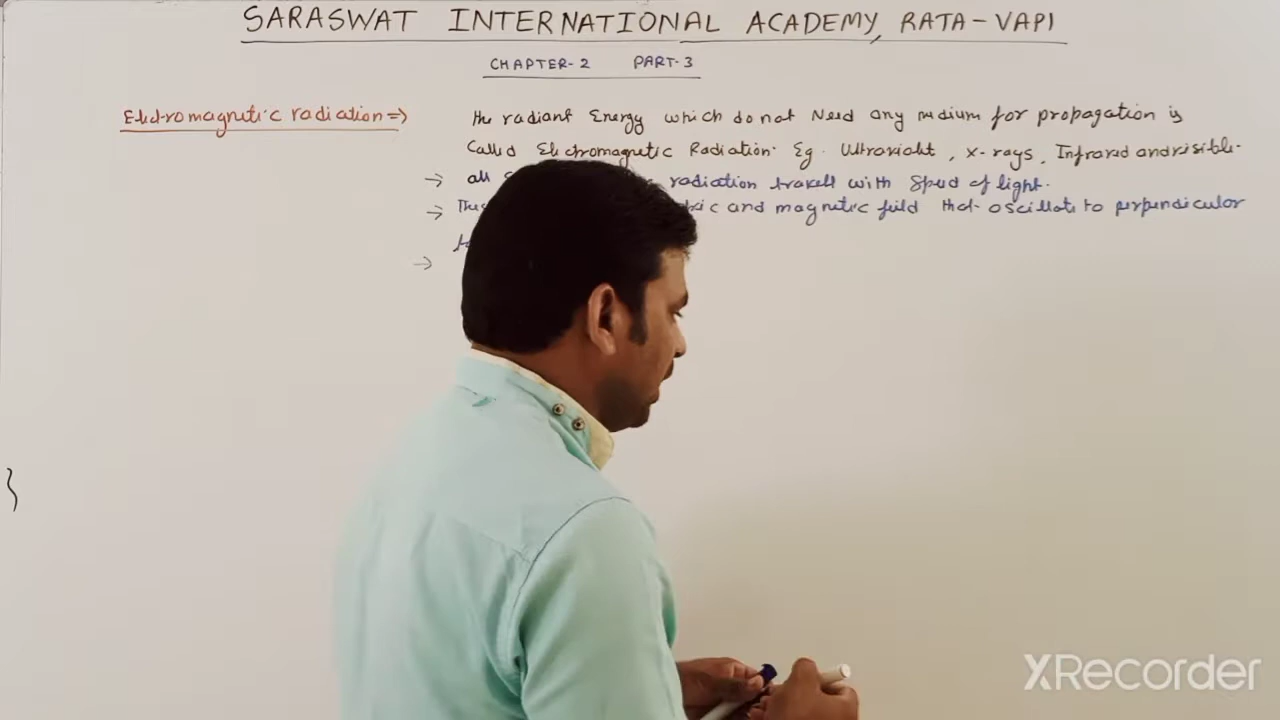 SARASWAT INTERNATIONAL ACADEMY, RATA-VAPI
CHAPTER-2 PART-3
Electromagnetic radiation => the radiant Energy which do not Need any medium for propagation is
Called Electromagnetic Radiation. Eg. Ultraviolet, X-rays, Infrared and visible.
→ all radiation travell with Speed of light.
→ and magnetic field that oscillate to perpendicular
→
XRecorder